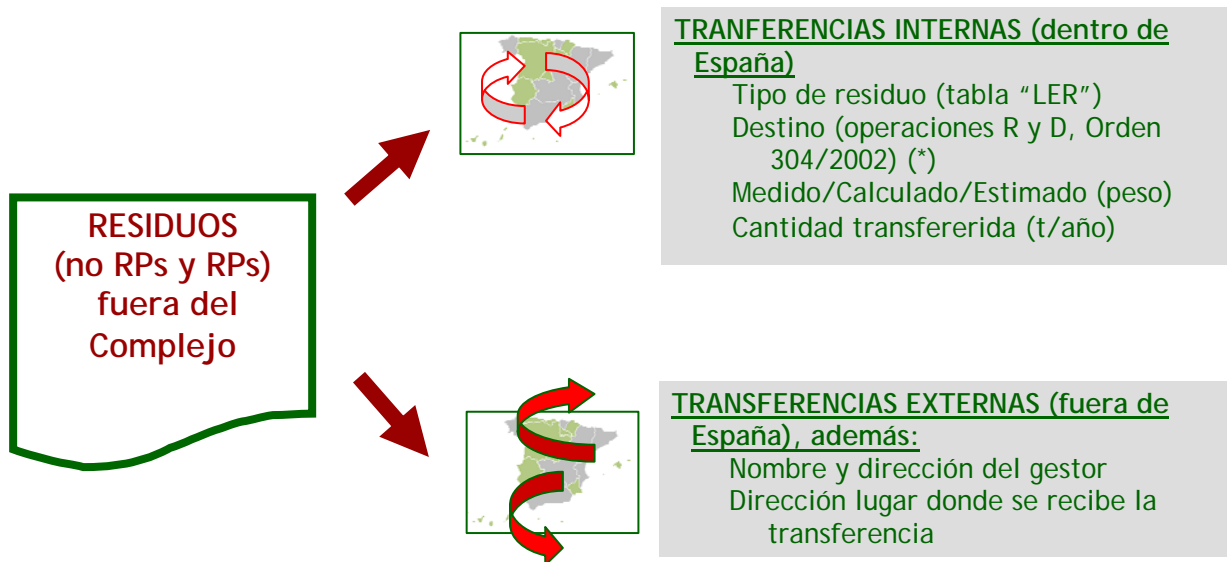 RESIDUOS
(no RPs y RPs)
fuera del
Complejo
TRANFERENCIAS INTERNAS (dentro de
España)
Tipo de residuo (tabla “LER”)
Destino (operaciones R y D, Orden
304/2002) (*)
Medido/Calculado/Estimado (peso)
Cantidad transfererida (t/año)
TRANSFERENCIAS EXTERNAS (fuera de
España), además:
Nombre y dirección del gestor
Dirección lugar donde se recibe la
transferencia